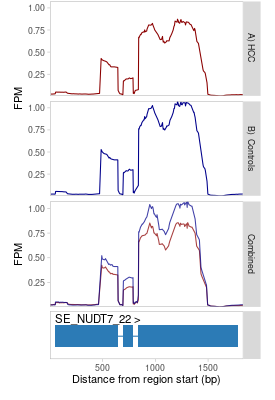 1.00
0.75
0.50
0.25
FPM
A) HCC
1.00
0.75
0.50
0.25
FPM
B) Controls
1.00
0.75
0.50
0.25
FPM
Combined
SE_NUDT7_22 >
500
1000
1500
Distance from region start (bp)